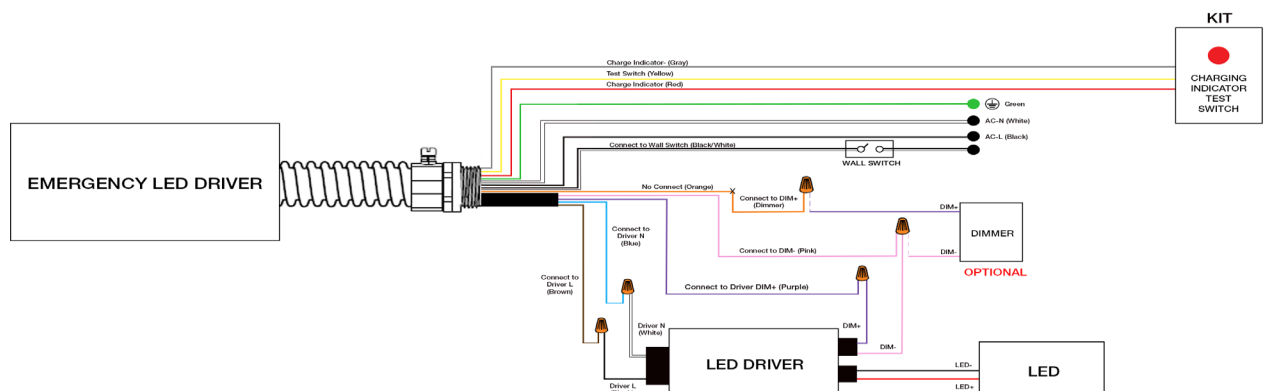 KIT
CHARGING
INDICATOR
TEST
SWITCH
Charge Indicator- (Gray)
Test Switch (Yellow)
Charge Indicator (Red)
Green
AC-N (White)
AC-L (Black)
Connect to Wall Switch (Black/White)
WALL SWITCH
EMERGENCY LED DRIVER
No Connect (Orange)
Connect to DIM+
(Dimmer)
DIM+
DIMMER
DIM-
OPTIONAL
Connect to
Driver N
(Blue)
Connect to DIM- (Pink)
Connect to
Driver L
(Brown)
Connect to Driver DIM+ (Purple)
Driver N
(White)
DIM+
DIM-
LED DRIVER
LED-
LED+
LED
Driver L